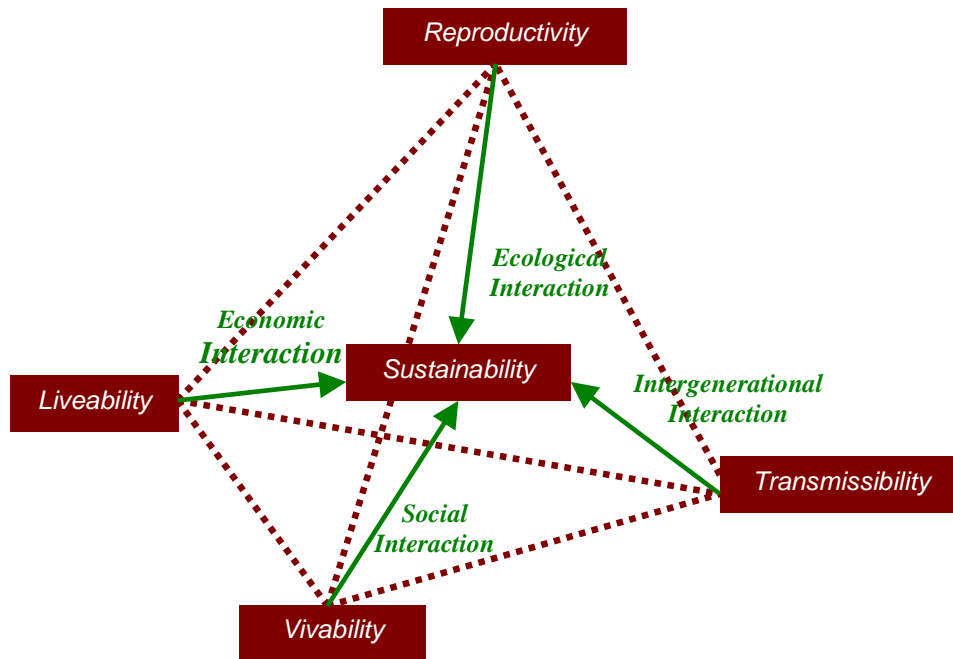 Reproductivity
Ecological
Interaction
Economic
Interaction
Sustainability
Liveability
Intergenerational
Interaction
Transmissibility
Social
Interaction
Vivability